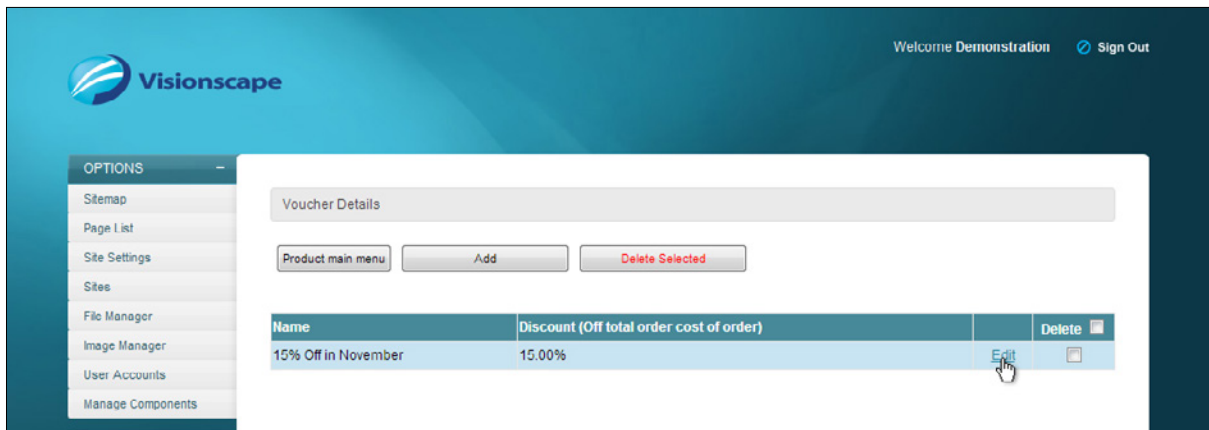 Welcome Demonstration
Sign Out
Visionscape
OPTIONS –
Sitemap
Page List
Site Settings
Sites
File Manager
Image Manager
User Accounts
Manage Components
Voucher Details
Product main menu
Add
Delete Selected
Name Discount (Off total order cost of order) Delete
15% Off in November 15.00% Edit